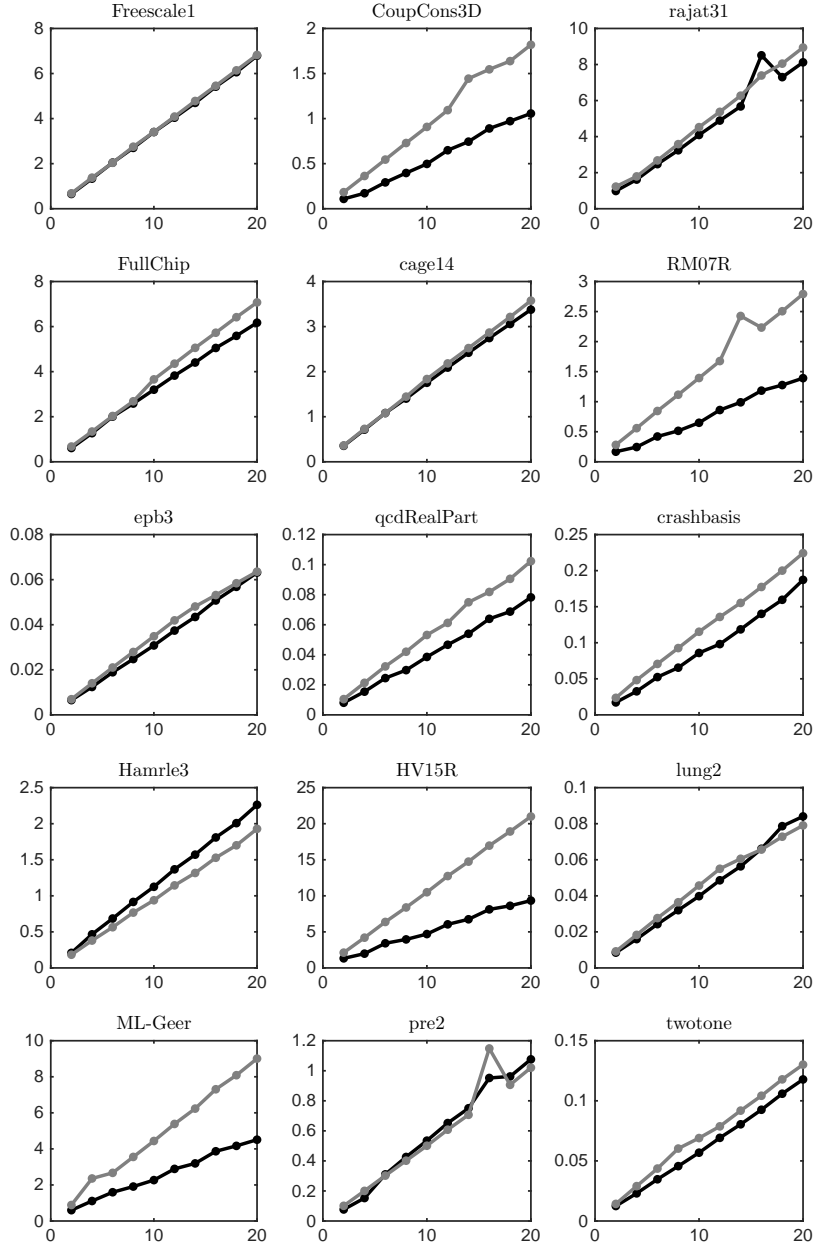 Freescale1 CoupCons3D rajat31
8 2 10
6 1.5 8
4 1 6
2 0.5 4
0 0 2
0
0 10 20 0 10 20 0 10 20
FullChip cage14 RM07R
8 4 3
6 3 2.5
4 2 2
2 1 1.5
0 0 1
0.5
0
0 10 20 0 10 20 0 10 20
epb3 qcdRealPart crashbasis
0.08 0.12 0.25
0.06 0.1 0.20
0.04 0.08 0.15
0.02 0.06 0.10
0 0.04 0.05
0.02 0
0
0 10 20 0 10 20 0 10 20
Hamrle3 HV15R lung2
2.5 25 0.1
2 20 0.08
1.5 15 0.06
1 10 0.04
0.5 5 0.02
0 0 0
0 10 20 0 10 20 0 10 20
ML-Geer pre2 twotone
10 1.2 0.15
8 1 0.1
6 0.8 0.05
4 0.6 0
2 0.4
0 0.2
0
0 10 20 0 10 20 0 10 20